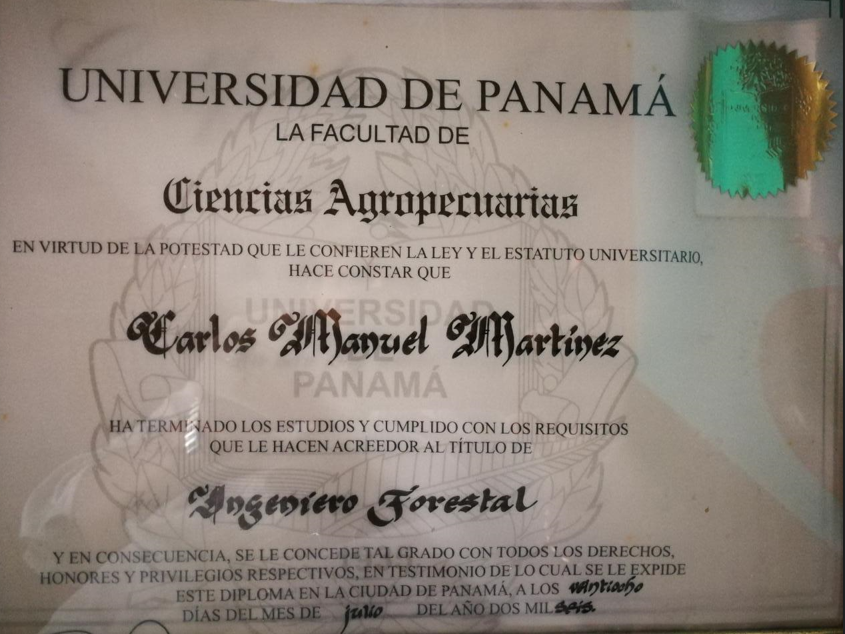 UNIVERSIDAD DE PANAMÁ
LA FACULTAD DE
Ciencias Agropecuarias
EN VIRTUD DE LA POTESTAD QUE LE CONFIEREN LA LEY Y EL ESTATUTO UNIVERSITARIO,
HACE CONSTAR QUE
UNIVERSIDAD
Carlos Manuel Martínez
DE
PANAMÁ
HA TERMINADO LOS ESTUDIOS Y CUMPLIDO CON LOS REQUISITOS
QUE LE HACEN ACREEDOR AL TÍTULO DE
Ingeniero Forestal
Y EN CONSECUENCIA, SE LE CONCEDE TAL GRADO CON TODOS LOS DERECHOS,
HONORES Y PRIVILEGIOS RESPECTIVOS, EN TESTIMONIO DE LO CUAL SE LE EXPIDE
ESTE DIPLOMA EN LA CIUDAD DE PANAMÁ, A LOS veintiocho
DÍAS DEL MES DE julio DEL AÑO DOS MIL seis.